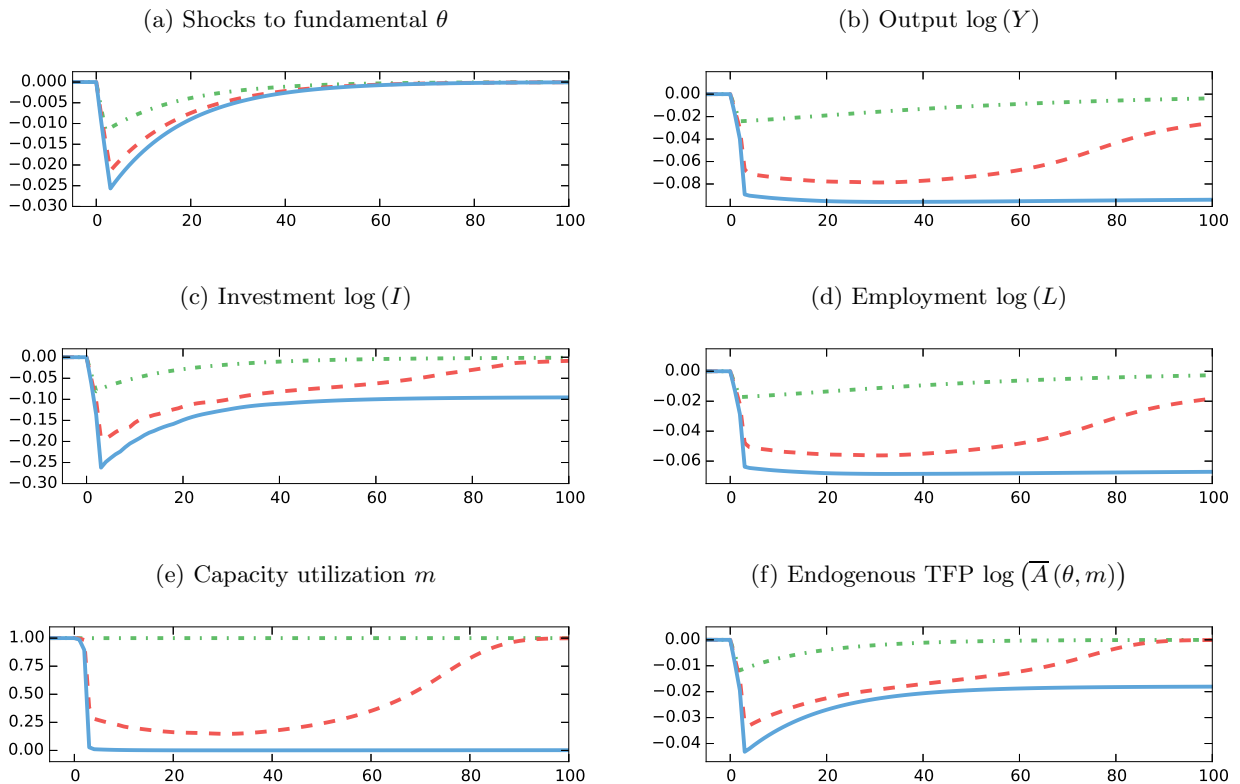 (a) Shocks to fundamental θ
0.000
−0.005
−0.010
−0.015
−0.020
−0.025
−0.030
0 20 40 60 80 100
(b) Output log (Y)
0.00
−0.02
−0.04
−0.06
−0.08
0 20 40 60 80 100
(c) Investment log (I)
0.00
−0.05
−0.10
−0.15
−0.20
−0.25
−0.30
0 20 40 60 80 100
(d) Employment log (L)
0.00
−0.02
−0.04
−0.06
0 20 40 60 80 100
(e) Capacity utilization m
1.00
0.75
0.50
0.25
0.00
0 20 40 60 80 100
(f) Endogenous TFP log (A̅ (θ, m))
0.00
−0.01
−0.02
−0.03
−0.04
0 20 40 60 80 100